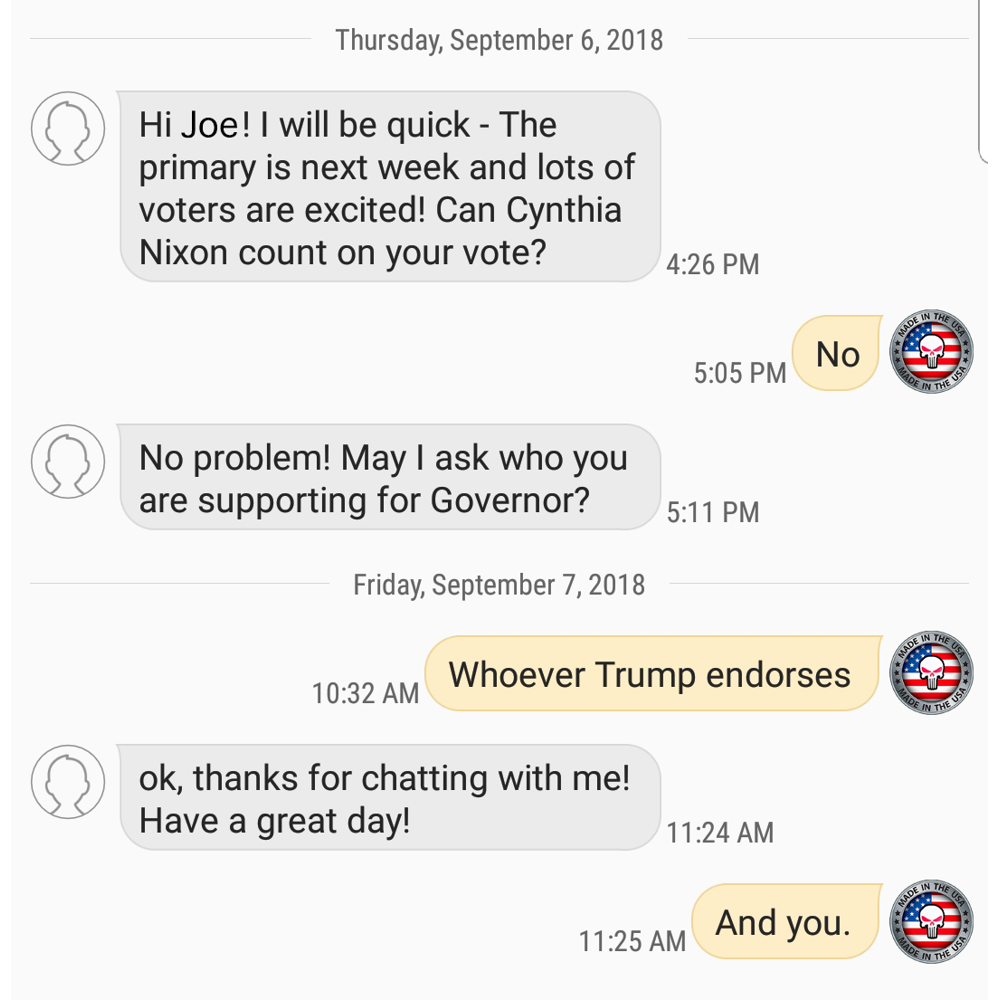 Thursday, September 6, 2018
Hi Joe! I will be quick - The
primary is next week and lots of
voters are excited! Can Cynthia
Nixon count on your vote?
4:26 PM
No
MADE IN THE USA
MADE IN THE USA
5:05 PM
No problem! May I ask who you
are supporting for Governor?
5:11 PM
Friday, September 7, 2018
Whoever Trump endorses
MADE IN THE USA
MADE IN THE USA
10:32 AM
ok, thanks for chatting with me!
Have a great day!
11:24 AM
And you.
MADE IN THE USA
MADE IN THE USA
11:25 AM